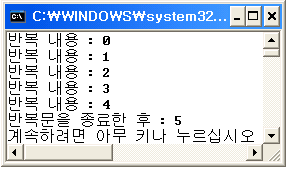 C:₩WINDOWS₩system32...
반복 내용 : 0
반복 내용 : 1
반복 내용 : 2
반복 내용 : 3
반복 내용 : 4
반복문을 종료한 후 : 5
계속하려면 아무 키나 누르십시오